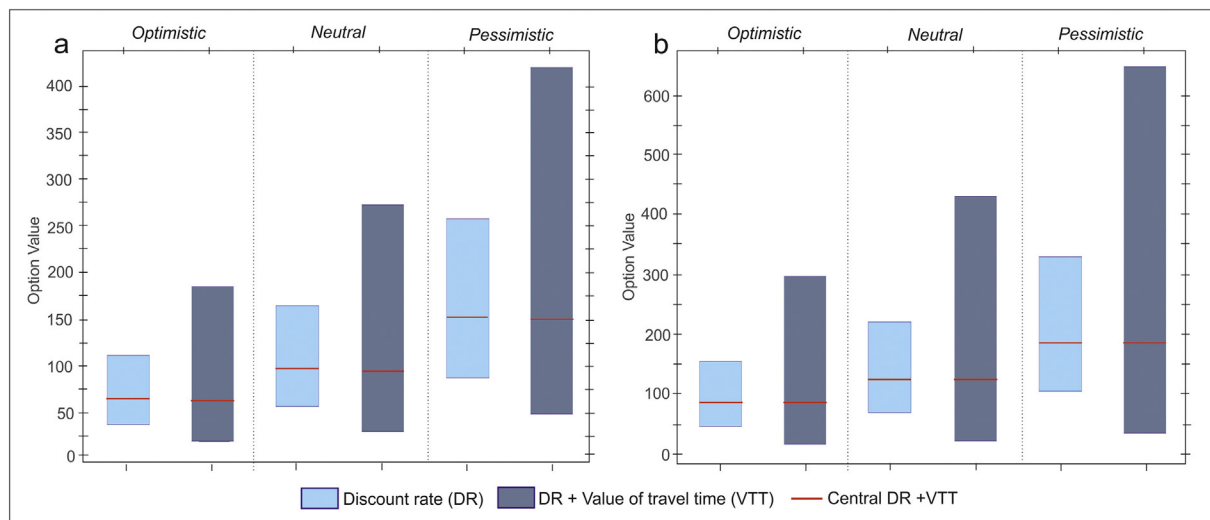 a
Optimistic Neutral Pessimistic
Option Value
400
350
300
250
200
150
100
50
0
b
Optimistic Neutral Pessimistic
Option Value
600
500
400
300
200
100
0
Discount rate (DR) DR + Value of travel time (VTT) Central DR +VTT